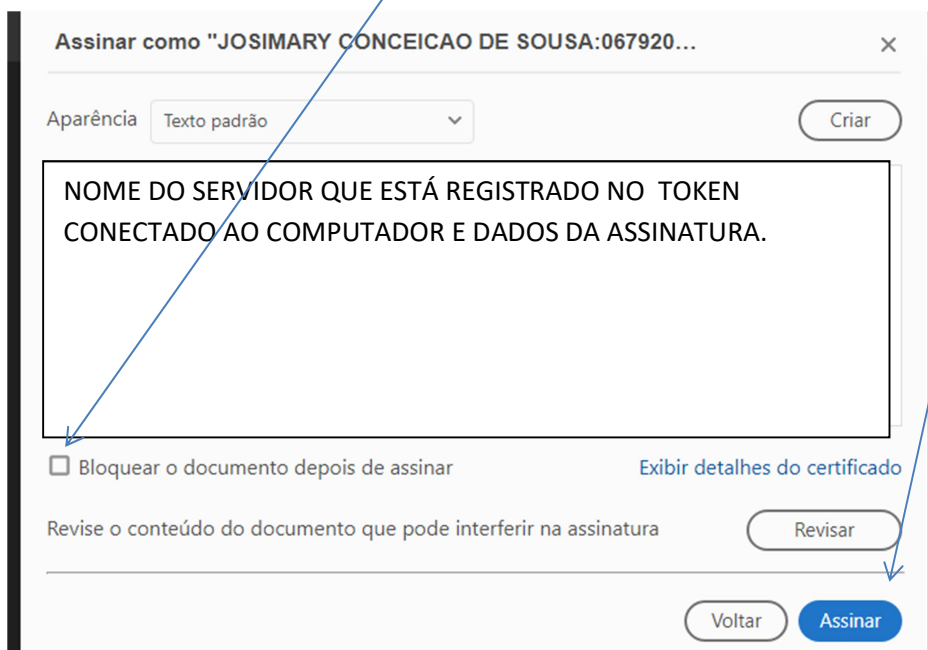 Assinar como "JOSIMARY CONCEICAO DE SOUSA:067920...
Aparência Texto padrão Criar
NOME DO SERVIDOR QUE ESTÁ REGISTRADO NO TOKEN
CONECTADO AO COMPUTADOR E DADOS DA ASSINATURA.
Bloquear o documento depois de assinar Exibir detalhes do certificado
Revise o conteúdo do documento que pode interferir na assinatura Revisar
Voltar Assinar